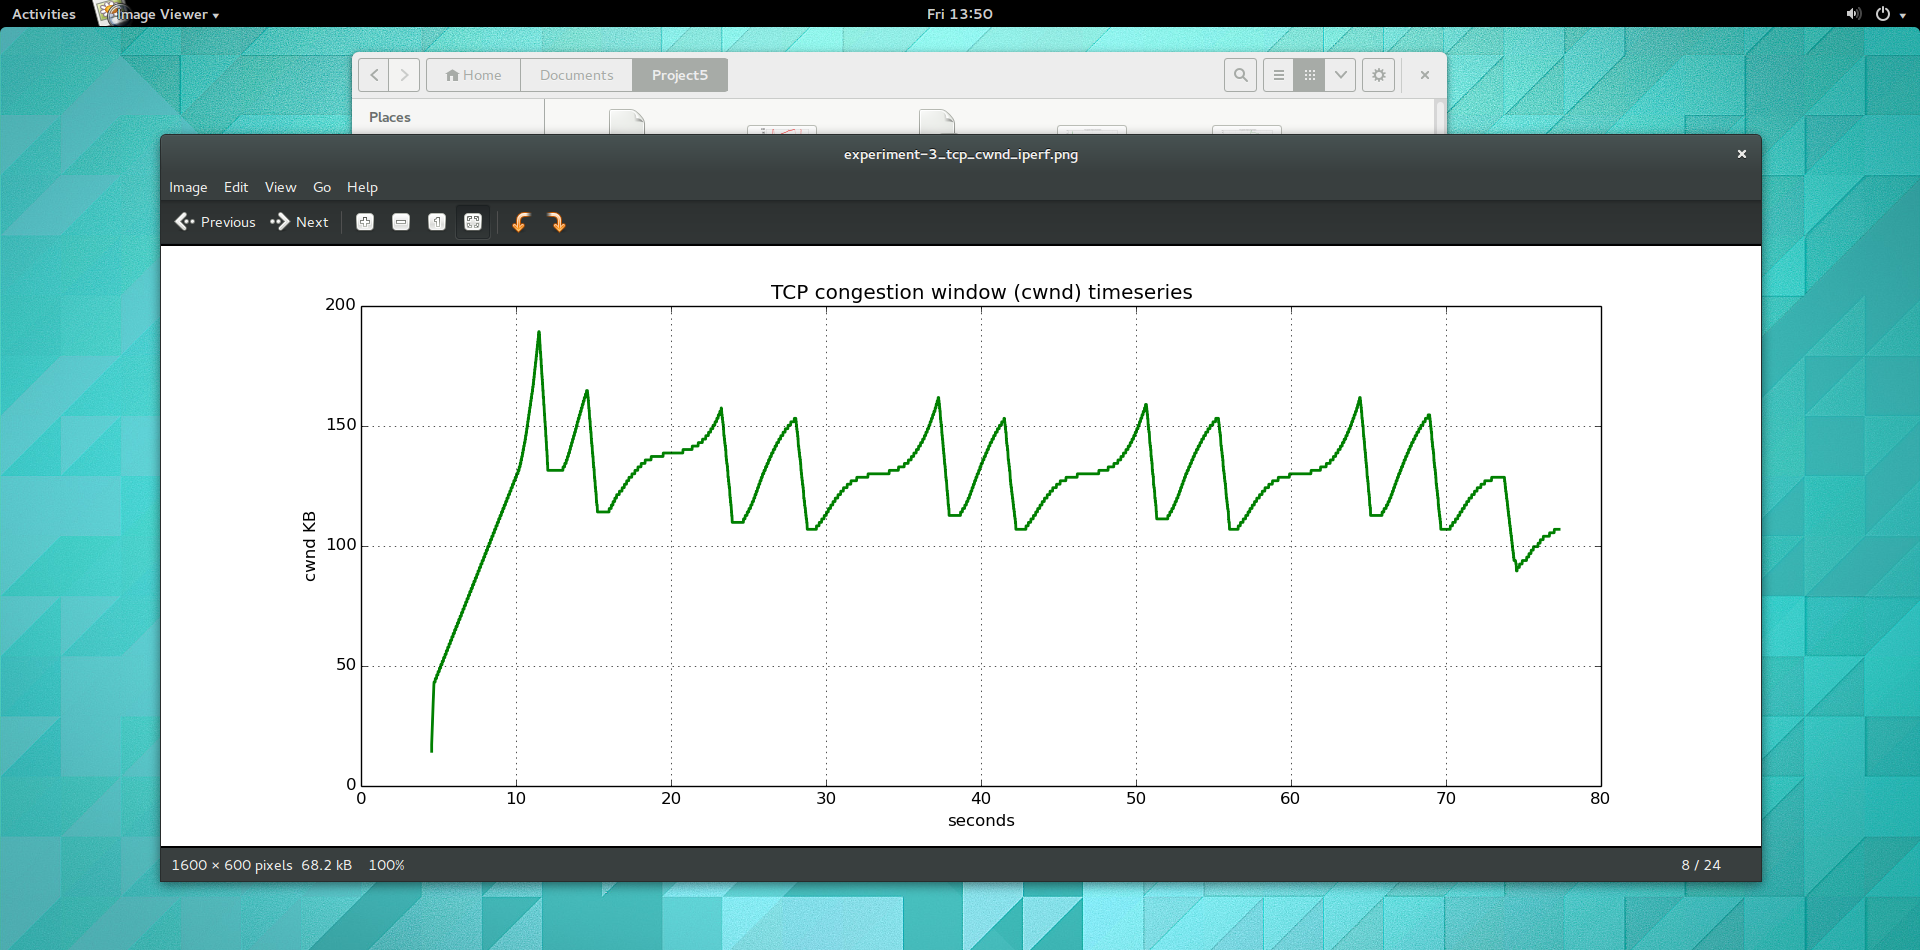 Activities Image Viewer Fri 13:50
Home Documents Project5
Places
experiment-3_tcp_cwnd_iperf.png
Image Edit View Go Help
Previous Next
TCP congestion window (cwnd) timeseries
200
150
100
50
0
cwnd KB
0 10 20 30 40 50 60 70 80
seconds
1600 × 600 pixels 68.2 kB 100% 8 / 24